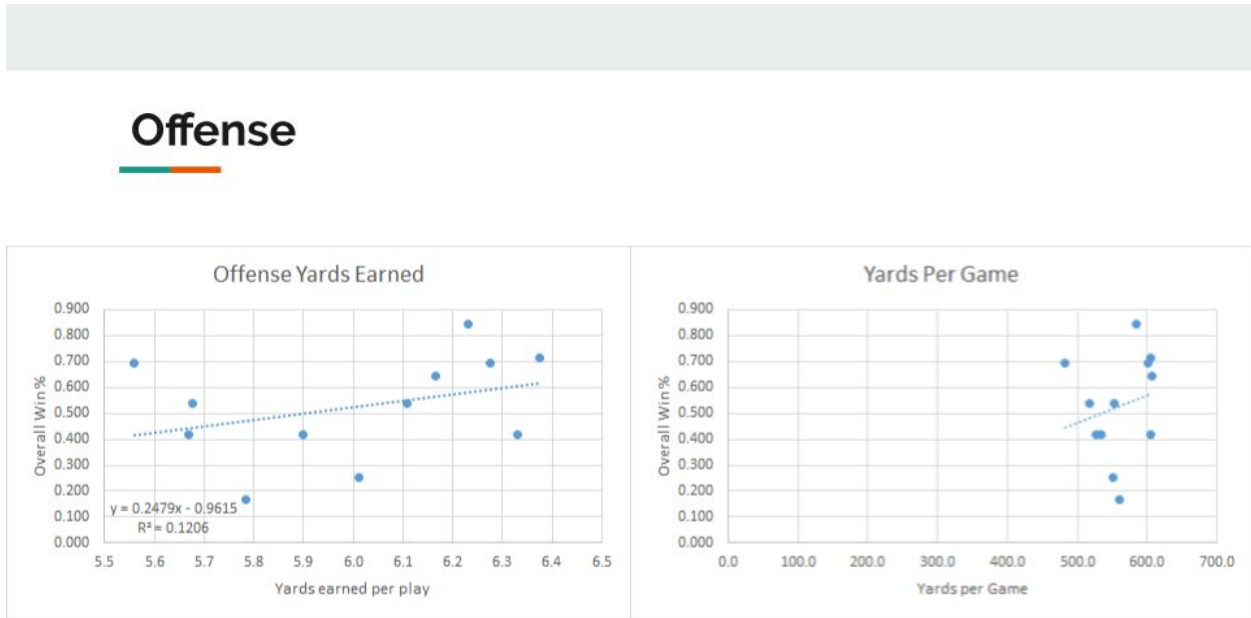 Offense
Offense Yards Earned
0.900
0.800
0.700
0.600
0.500
0.400
0.300
0.200
0.100
0.000
Overall Win %
y = 0.2479x - 0.9615
R² = 0.1206
5.5 5.6 5.7 5.8 5.9 6.0 6.1 6.2 6.3 6.4 6.5
Yards earned per play
Yards Per Game
0.900
0.800
0.700
0.600
0.500
0.400
0.300
0.200
0.100
0.000
Overall Win %
0.0 100.0 200.0 300.0 400.0 500.0 600.0 700.0
Yards per Game